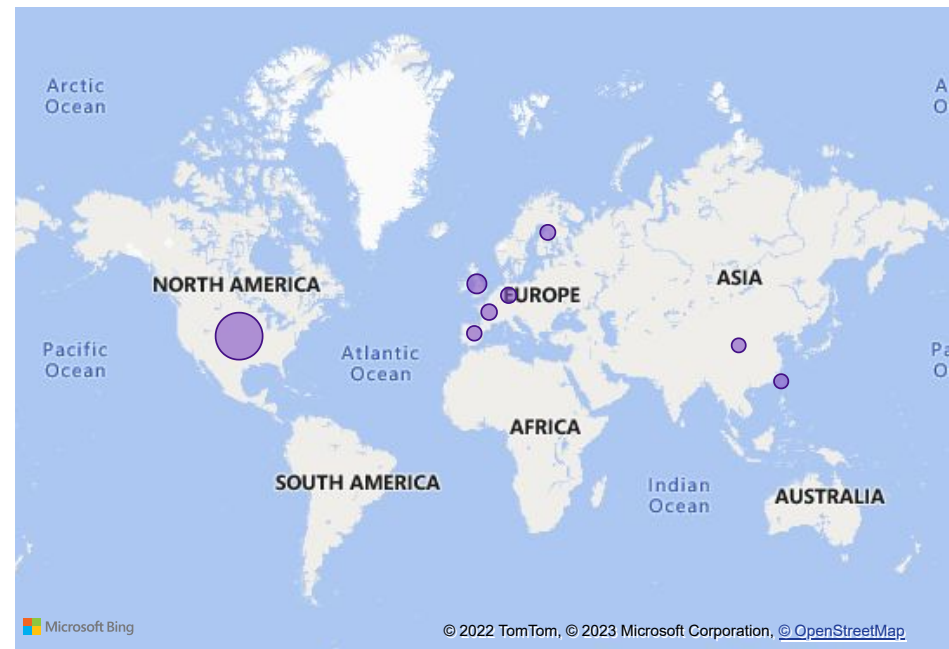 Arctic
Ocean
A
O
NORTH AMERICA
ASIA
EUROPE
Pacific
Ocean
Atlantic
Ocean
Pa
O
AFRICA
SOUTH AMERICA
Indian
Ocean
AUSTRALIA
Microsoft Bing
© 2022 TomTom, © 2023 Microsoft Corporation, © OpenStreetMap